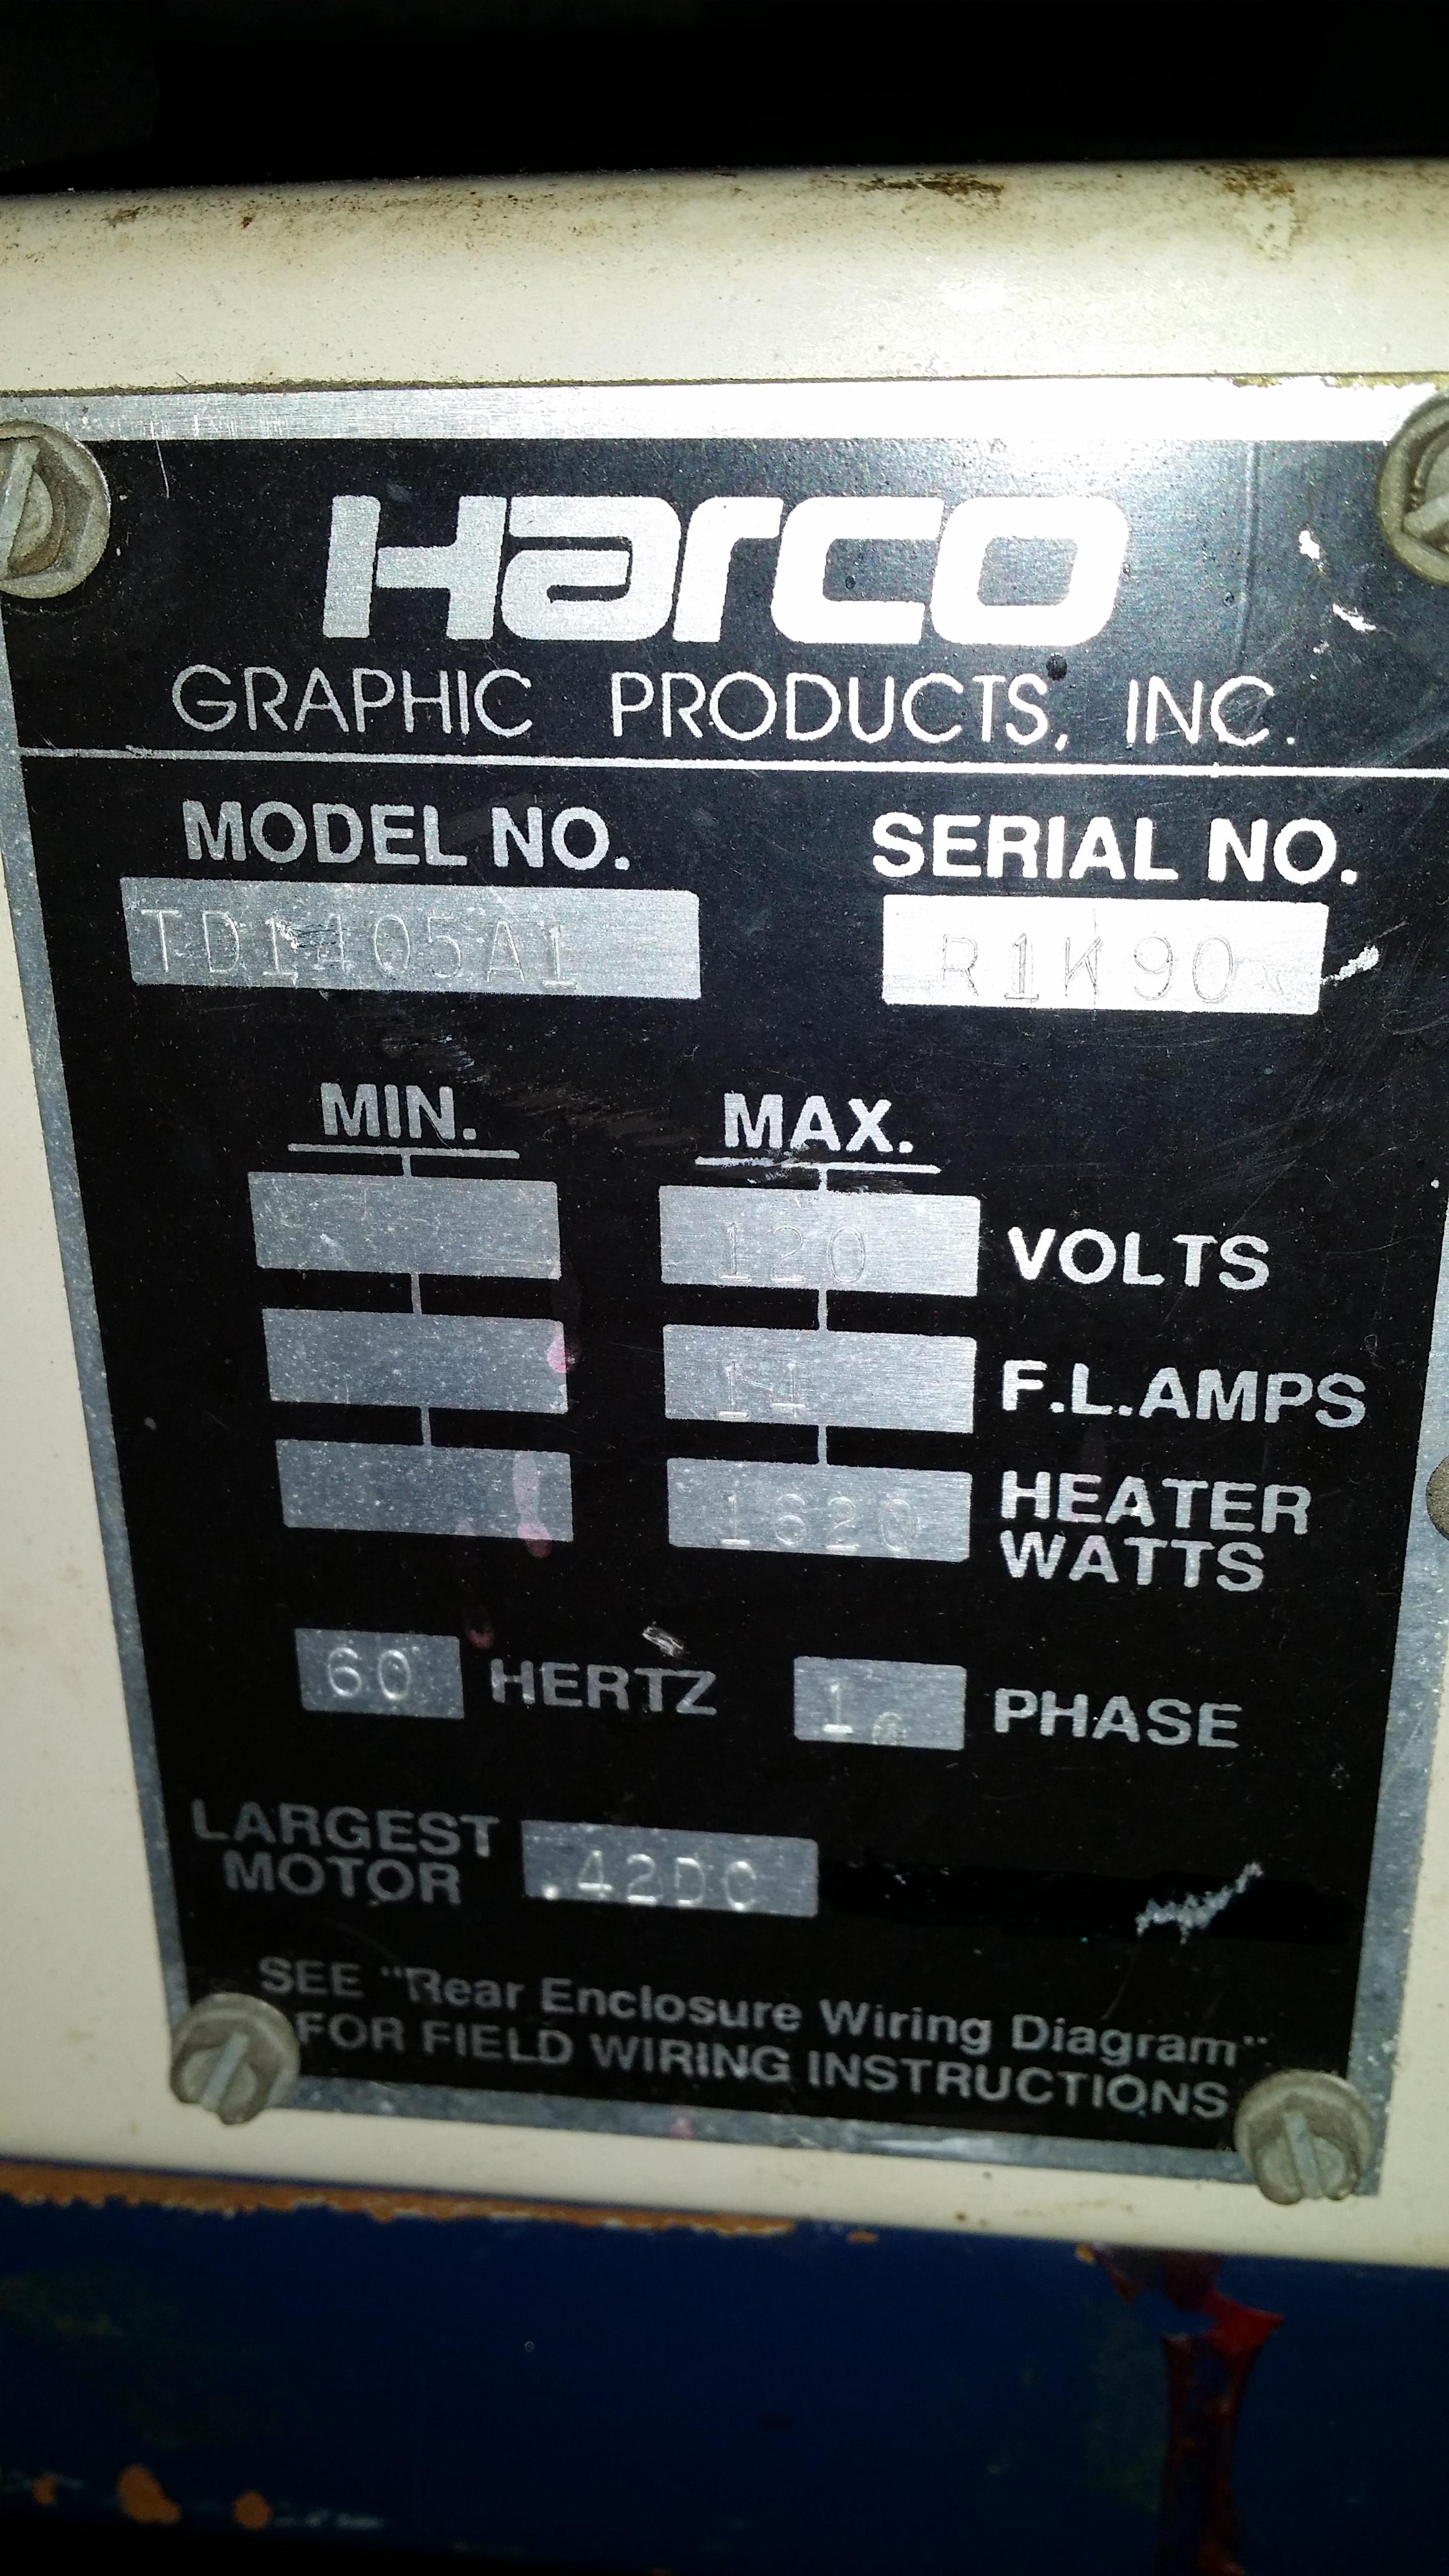 Harco
GRAPHIC PRODUCTS, INC.
MODEL NO. SERIAL NO.
TD1405A1 R1K90
MIN. MAX.
120 VOLTS
14 F.L.AMPS
1620 HEATER
WATTS
60 HERTZ 1 PHASE
LARGEST
MOTOR .42DC
SEE "Rear Enclosure Wiring Diagram"
FOR FIELD WIRING INSTRUCTIONS